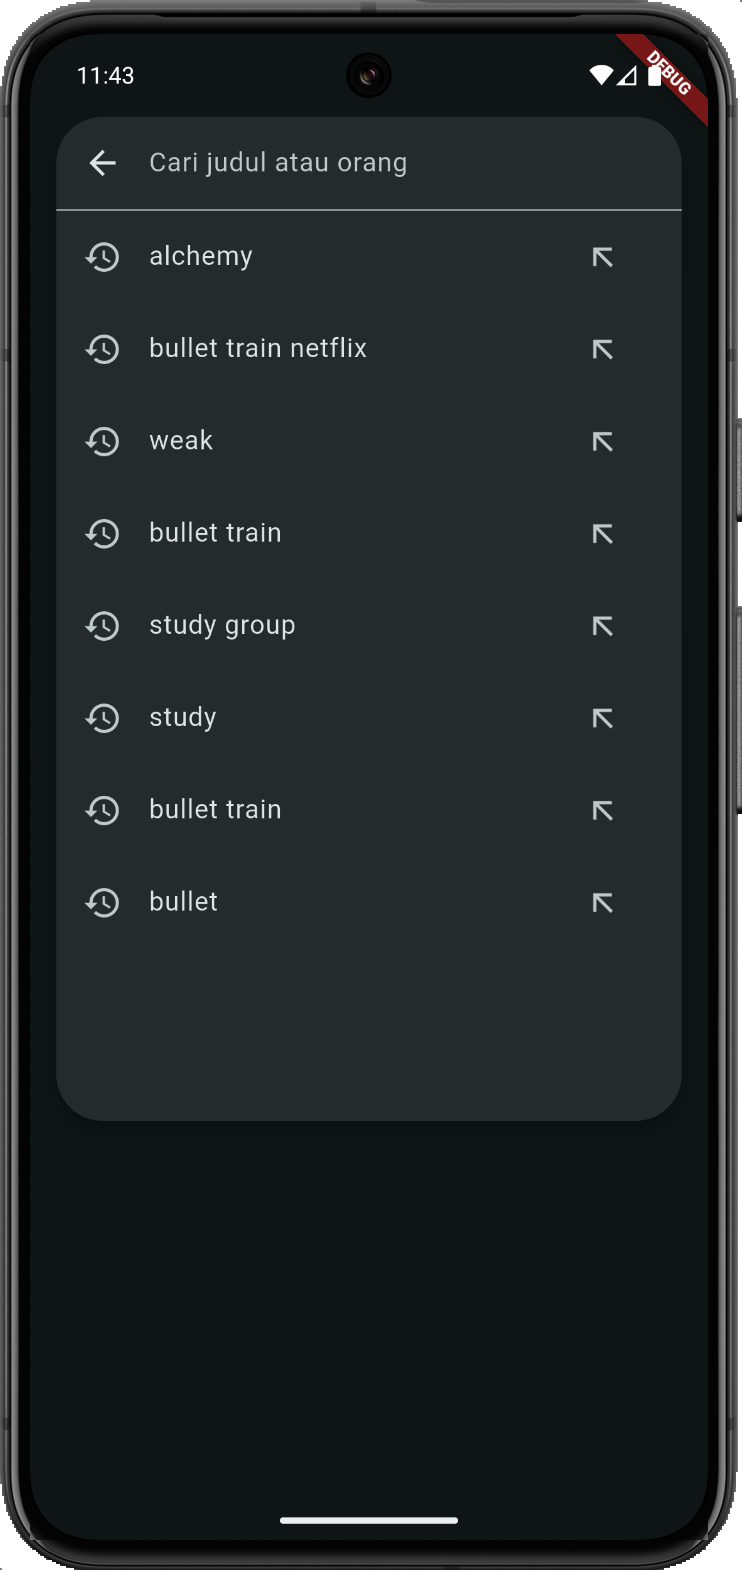 11:43
DEBUG
Cari judul atau orang
alchemy
bullet train netflix
weak
bullet train
study group
study
bullet train
bullet